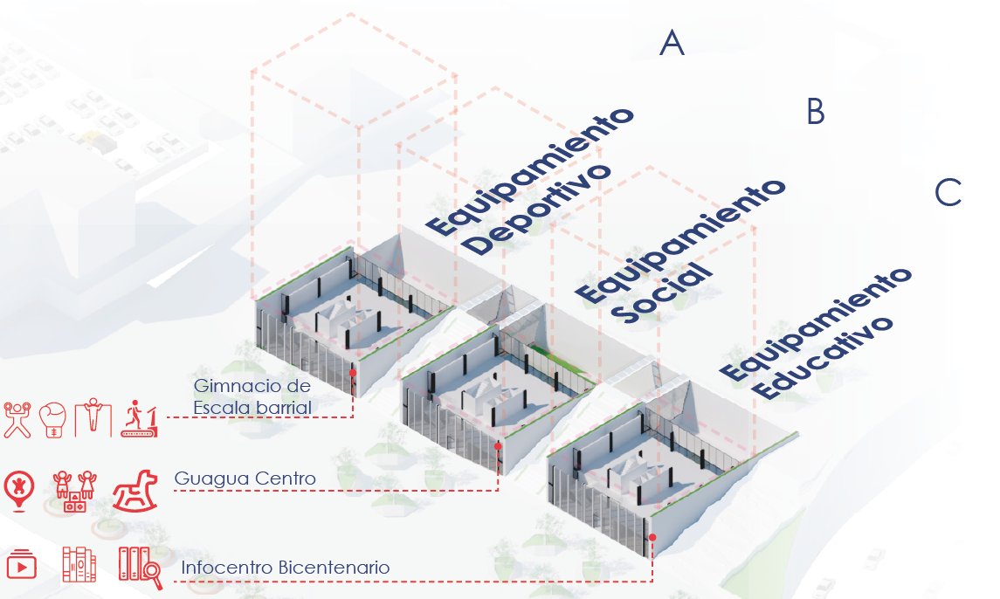 A
B
C
Equipamiento
Deportivo
Equipamiento
Social
Equipamiento
Educativo
Gimnacio de
Escala barrial
Guagua Centro
Infocentro Bicentenario